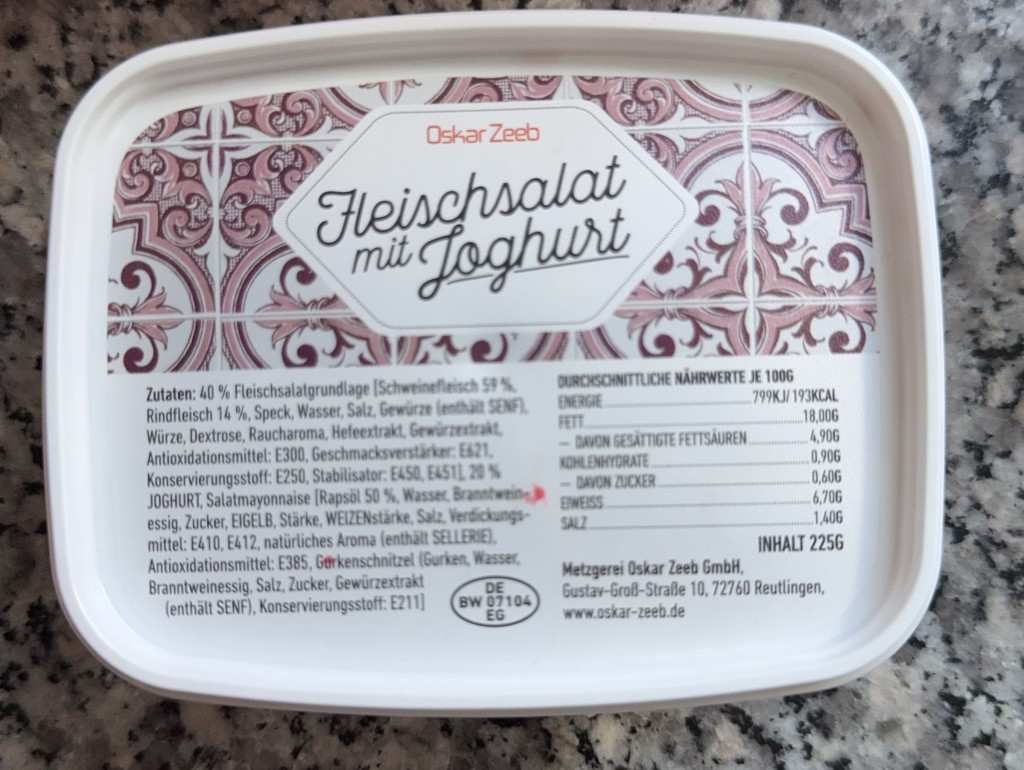 Oskar Zeeb
Fleischsalat
mit Joghurt
Zutaten: 40 % Fleischsalatgrundlage [Schweinefleisch 59 %,
Rindfleisch 14 %, Speck, Wasser, Salz, Gewürze (enthält SENF),
Würze, Dextrose, Raucharoma, Hefeextrakt, Gewürzextrakt,
Antioxidationsmittel: E300, Geschmacksverstärker: E621,
Konservierungsstoff: E250, Stabilisator: E450, E451], 20 %
JOGHURT, Salatmayonnaise [Rapsöl 50 %, Wasser, Branntwein-
essig, Zucker, EIGELB, Stärke, WEIZENstärke, Salz, Verdickungs-
mittel: E410, E412, natürliches Aroma (enthält SELLERIE),
Antioxidationsmittel: E385, Gurkenschnitzel (Gurken, Wasser,
Branntweinessig, Salz, Zucker, Gewürzextrakt
(enthält SENF), Konservierungsstoff: E211]
DE
BW 07104
EG
DURCHSCHNITTLICHE NÄHRWERTE JE 100G
ENERGIE 799KJ/193KCAL
FETT 18,00G
– DAVON GESÄTTIGTE FETTSÄUREN 4,90G
KOHLENHYDRATE 0,90G
– DAVON ZUCKER 0,60G
EIWEISS 6,70G
SALZ 1,40G
INHALT 225G
Metzgerei Oskar Zeeb GmbH,
Gustav-Groß-Straße 10, 72760 Reutlingen,
www.oskar-zeeb.de